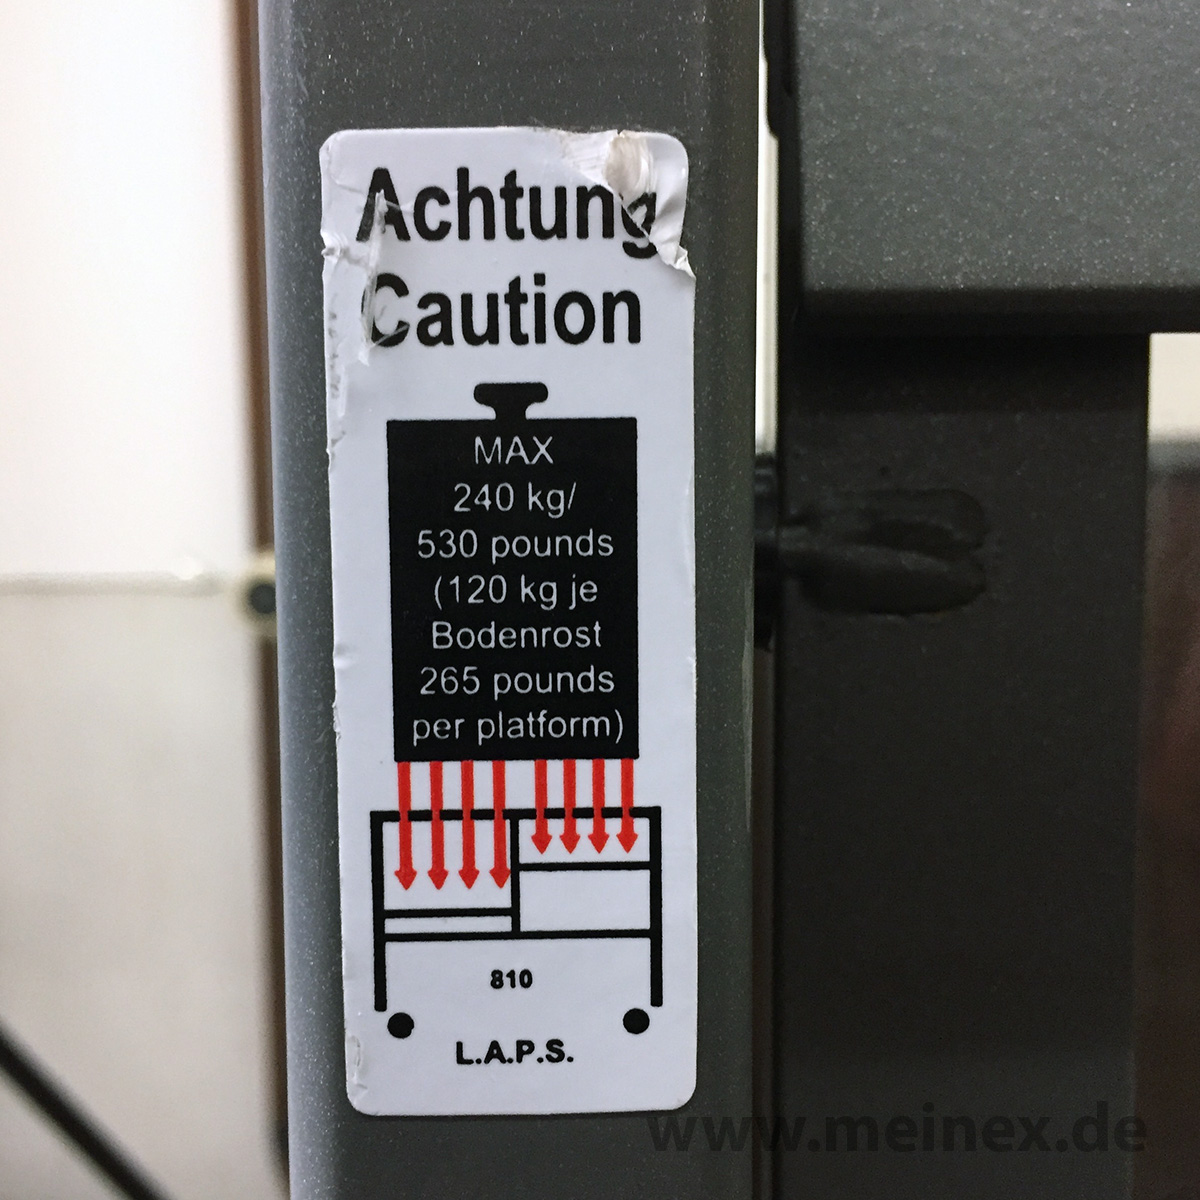 Achtung
Caution
MAX
240 kg/
530 pounds
(120 kg je
Bodenrost
265 pounds
per platform)
810
L.A.P.S.
www.meinex.de